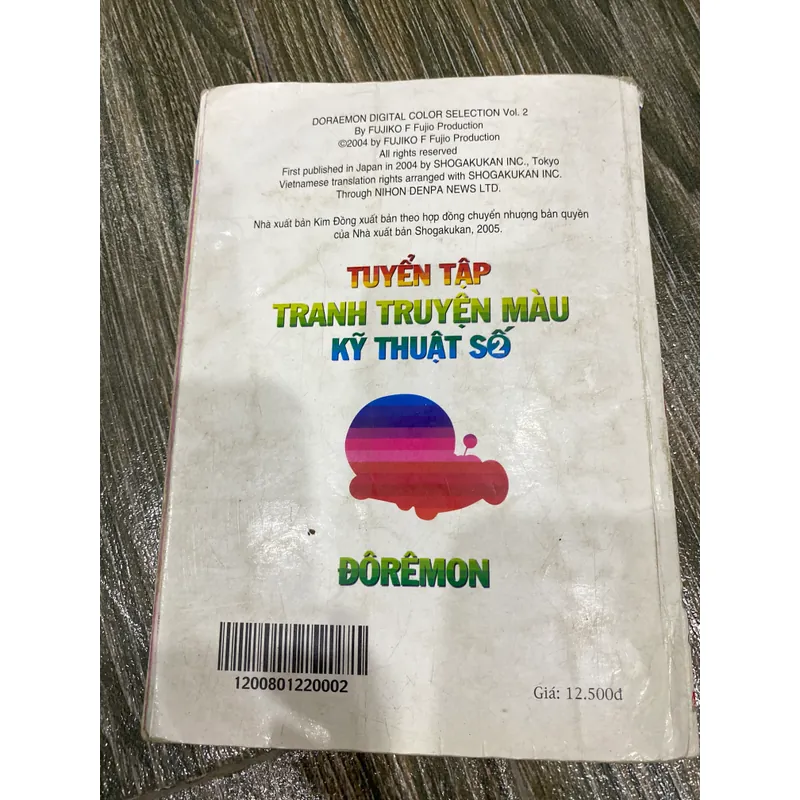 DORAEMON DIGITAL COLOR SELECTION Vol. 2
By FUJIKO F Fujio Production
©2004 by FUJIKO F Fujio Production
All rights reserved
First published in Japan in 2004 by SHOGAKUKAN INC., Tokyo
Vietnamese translation rights arranged with SHOGAKUKAN INC.
Through NIHON DENPA NEWS LTD.
Nhà xuất bản Kim Đồng xuất bản theo hợp đồng chuyển nhượng bản quyền
của Nhà xuất bản Shogakukan, 2005.
TUYỂN TẬP
TRANH TRUYỆN MÀU
KỸ THUẬT SỐ
2
ĐÔRÊMON
1200801220002
Giá: 12.500đ